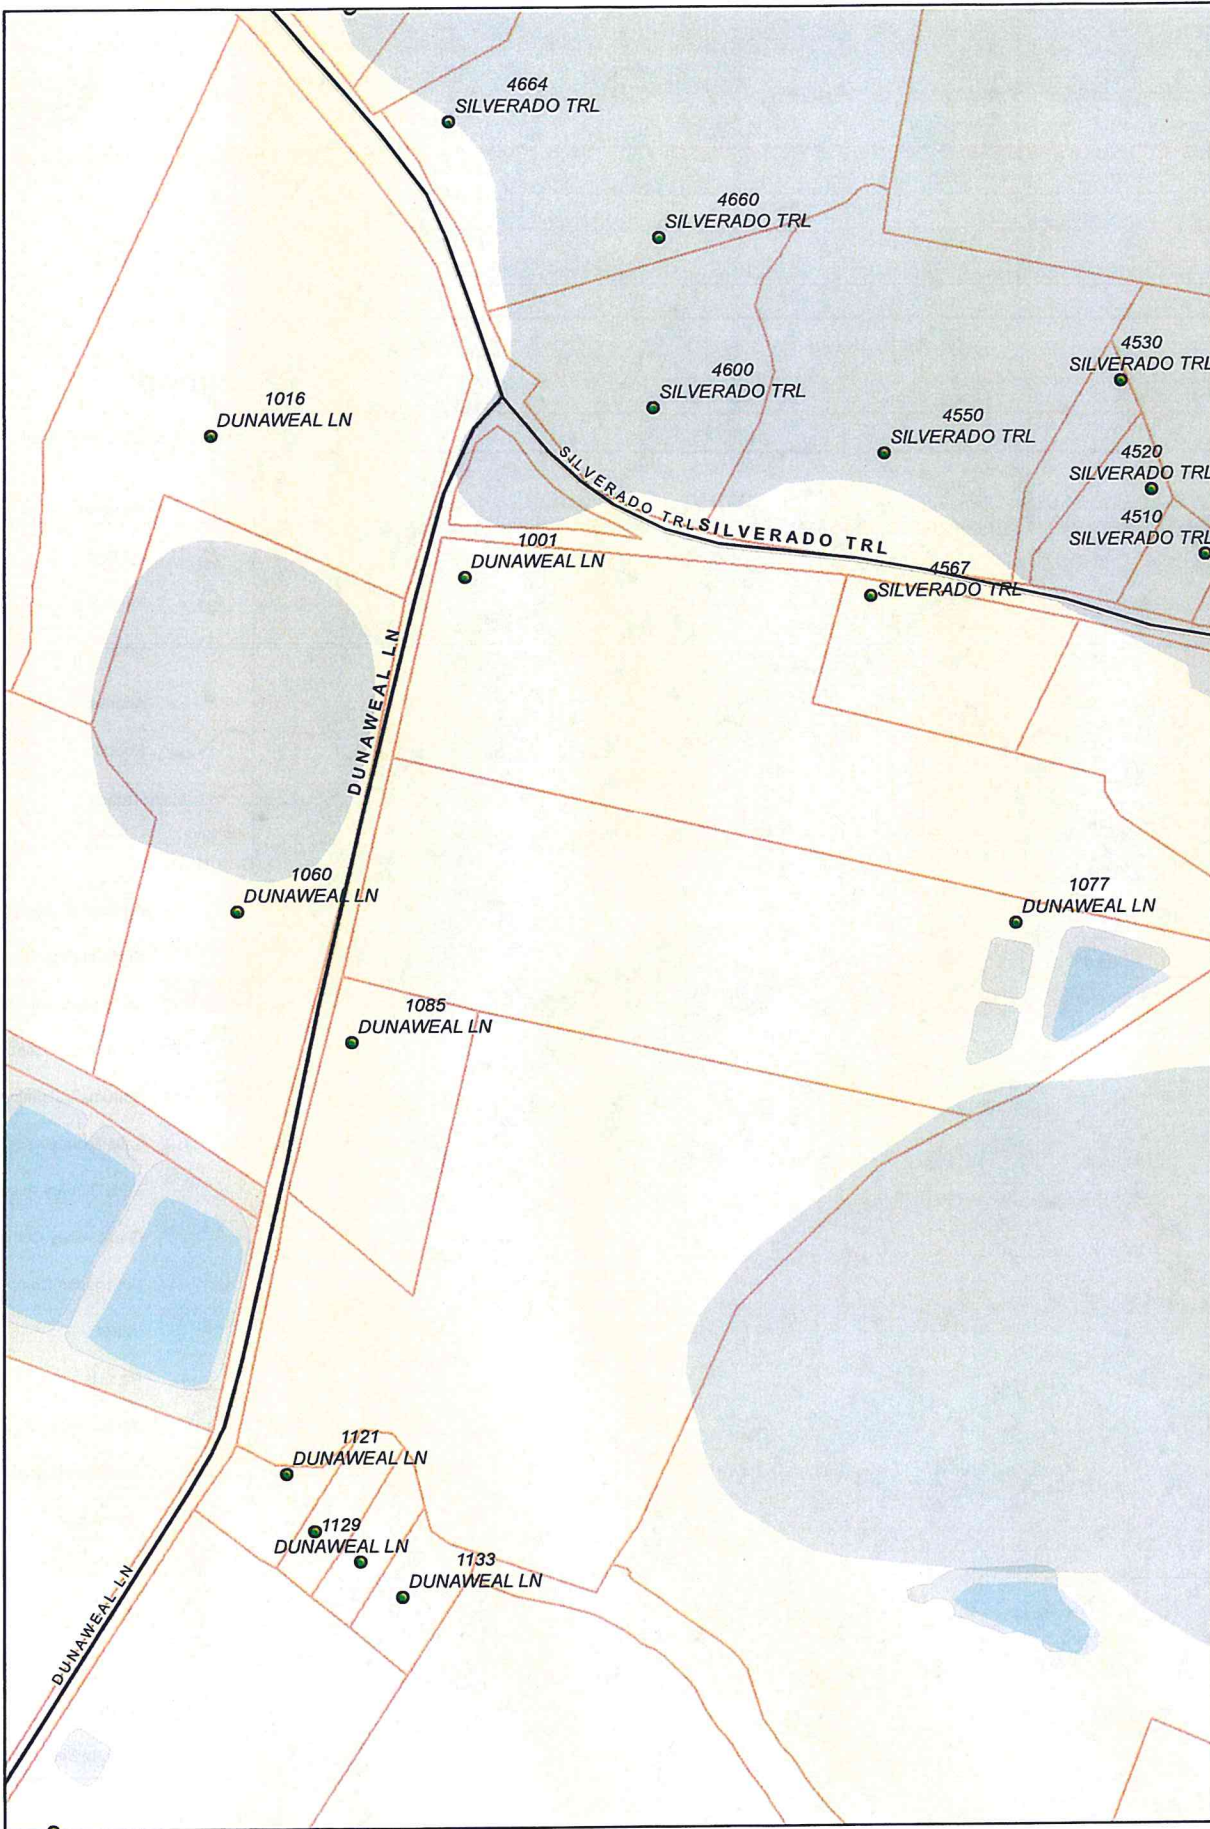 4664
SILVERADO TRL
4660
SILVERADO TRL
4530
SILVERADO TRL
4600
SILVERADO TRL
1016
DUNAWEAL LN
4550
SILVERADO TRL
4520
SILVERADO TRL
SILVERADO TRL
SILVERADO TRL
4510
SILVERADO TRL
1001
DUNAWEAL LN
4567
SILVERADO TRL
DUNAWEAL LN
1060
DUNAWEAL LN
1077
DUNAWEAL LN
1085
DUNAWEAL LN
1121
DUNAWEAL LN
1129
DUNAWEAL LN
1133
DUNAWEAL LN
DUNAWEAL LN